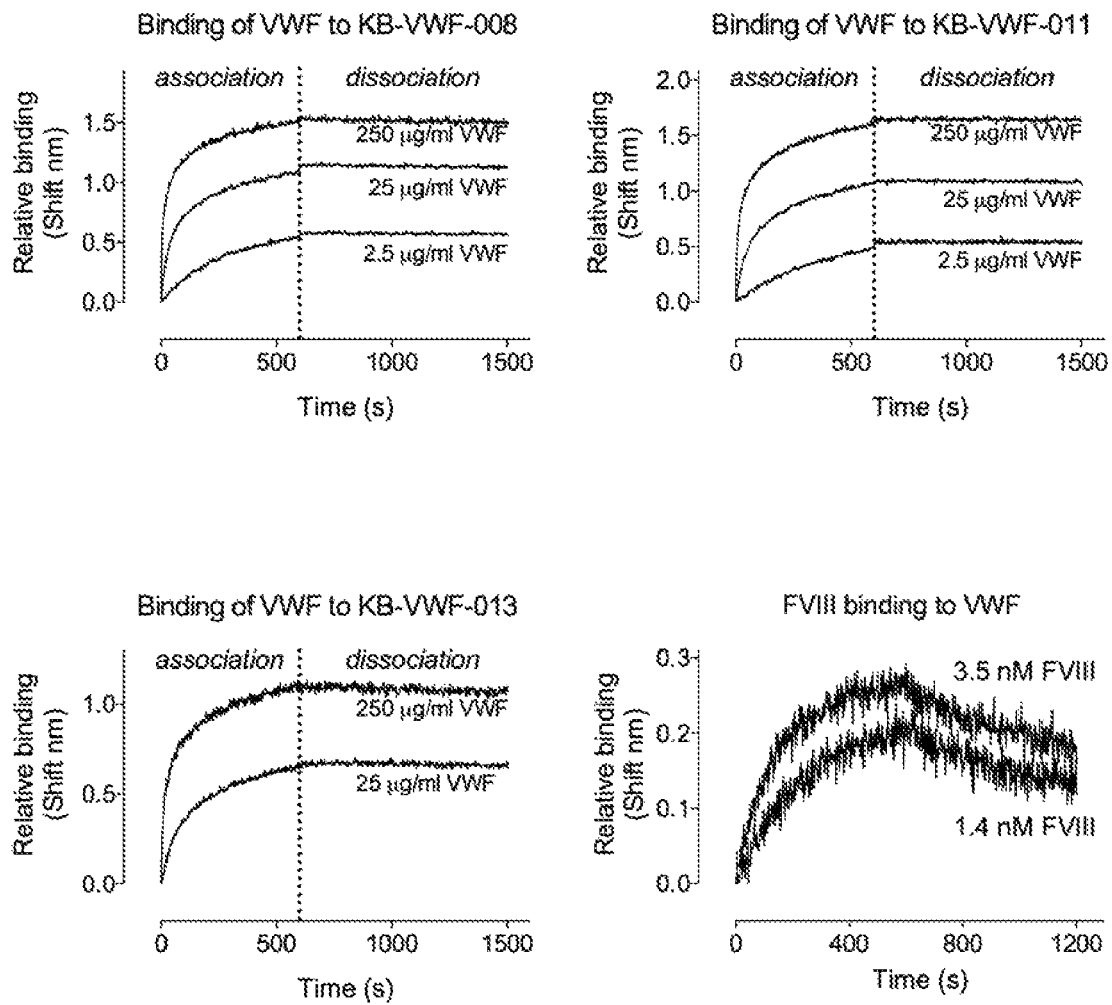 Binding of VWF to KB-VWF-008
association
dissociation
Relative binding
(Shift nm)
1.5
1.0
0.5
0.0
250 µg/ml VWF
25 µg/ml VWF
2.5 µg/ml VWF
0 500 1000 1500
Time (s)
Binding of VWF to KB-VWF-011
association
dissociation
Relative binding
(Shift nm)
2.0
1.5
1.0
0.5
0.0
250 µg/ml VWF
25 µg/ml VWF
2.5 µg/ml VWF
0 500 1000 1500
Time (s)
Binding of VWF to KB-VWF-013
association
dissociation
Relative binding
(Shift nm)
1.0
0.5
0.0
250 µg/ml VWF
25 µg/ml VWF
0 500 1000 1500
Time (s)
FVIII binding to VWF
Relative binding
(Shift nm)
0.3
0.2
0.1
0.0
3.5 nM FVIII
1.4 nM FVIII
0 400 800 1200
Time (s)